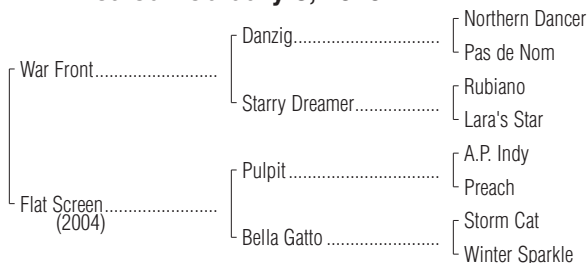 Northern Dancer
Danzig
Pas de Nom
War Front
Rubiano
Starry Dreamer
Lara's Star
A.P. Indy
Pulpit
Preach
Flat Screen
(2004)
Storm Cat
Bella Gatto
Winter Sparkle